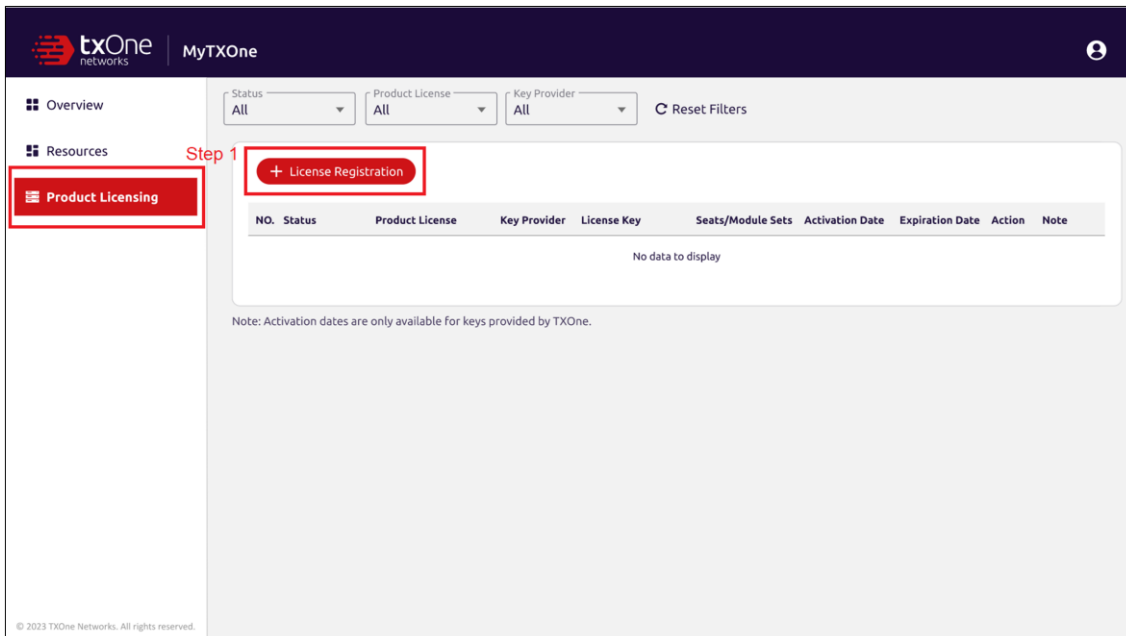 txOne networks MyTXOne
Overview
Resources
Product Licensing
Status Product License Key Provider
All All All Reset Filters
Step 1
+ License Registration
NO. Status Product License Key Provider License Key Seats/Module Sets Activation Date Expiration Date Action Note
No data to display
Note: Activation dates are only available for keys provided by TXOne.
© 2023 TXOne Networks. All rights reserved.